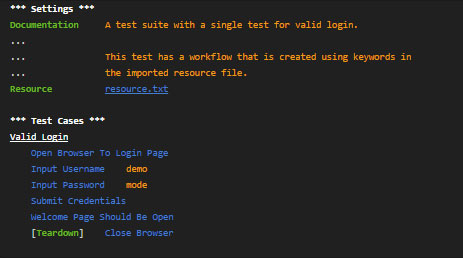 *** Settings ***
Documentation    A test suite with a single test for valid login.
...
...    This test has a workflow that is created using keywords in
...    the imported resource file.
Resource    resource.txt
*** Test Cases ***
Valid Login
Open Browser To Login Page
Input Username    demo
Input Password    mode
Submit Credentials
Welcome Page Should Be Open
[Teardown]    Close Browser